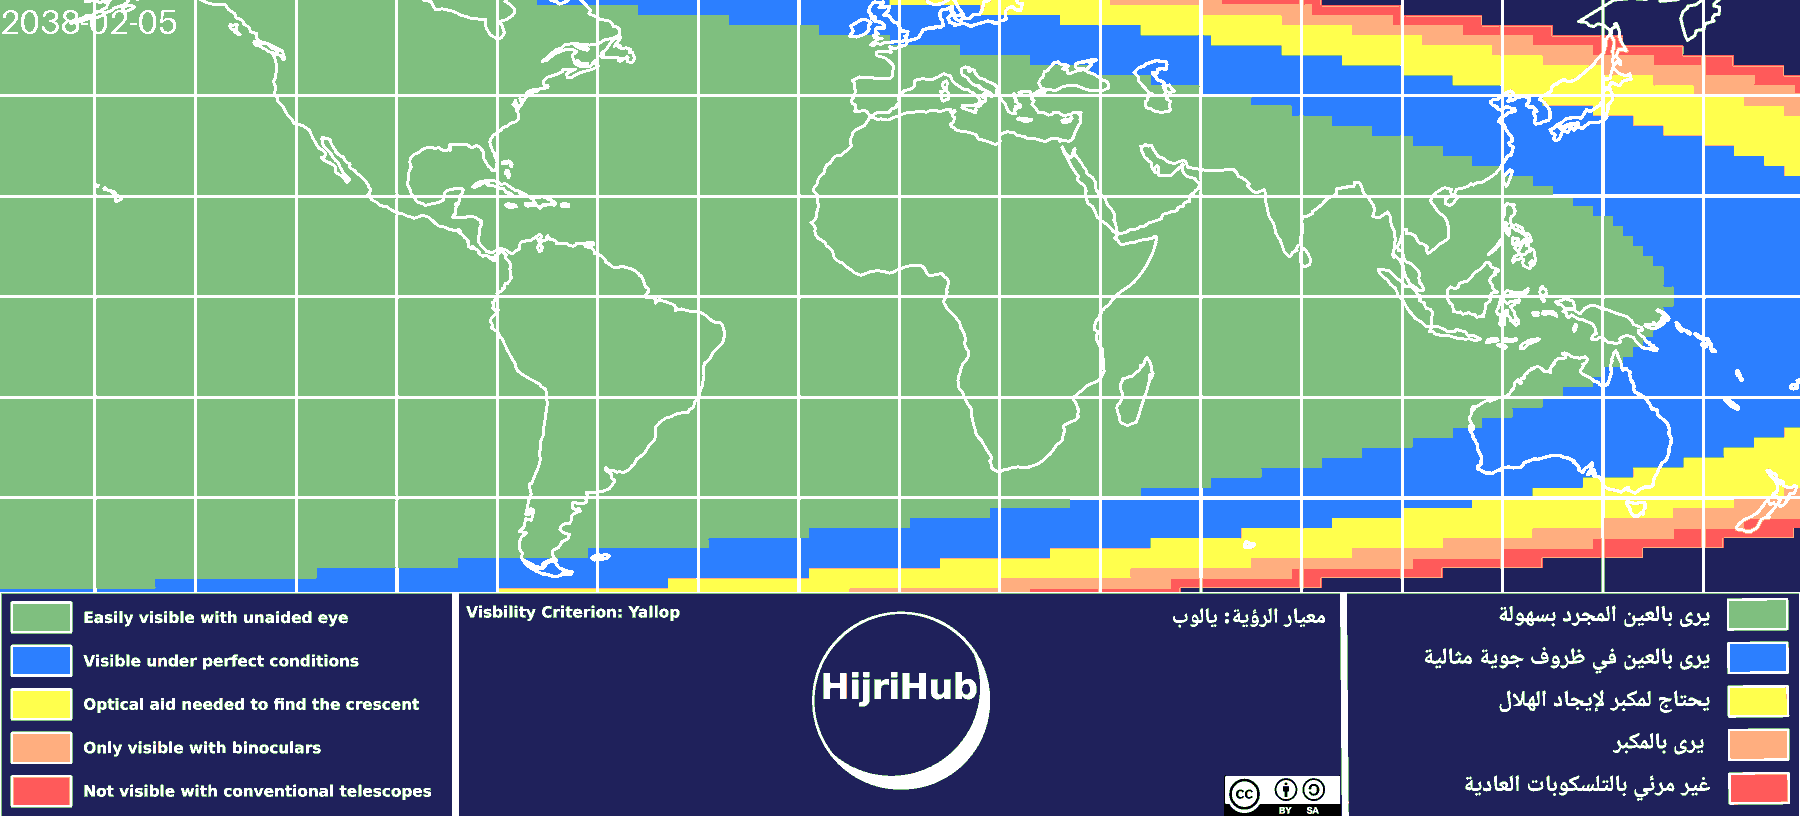 2038-02-05
Easily visible with unaided eye
Visible under perfect conditions
Optical aid needed to find the crescent
Only visible with binoculars
Not visible with conventional telescopes
Visbility Criterion: Yallop
معيار الرؤية: يالوب
HijriHub
cc
BY SA
يرى بالعين المجرد بسهولة
يرى بالعين في ظروف جوية مثالية
يحتاج لمكبر لإيجاد الهلال
يرى بالمكبر
غير مرئي بالتلسكوبات العادية